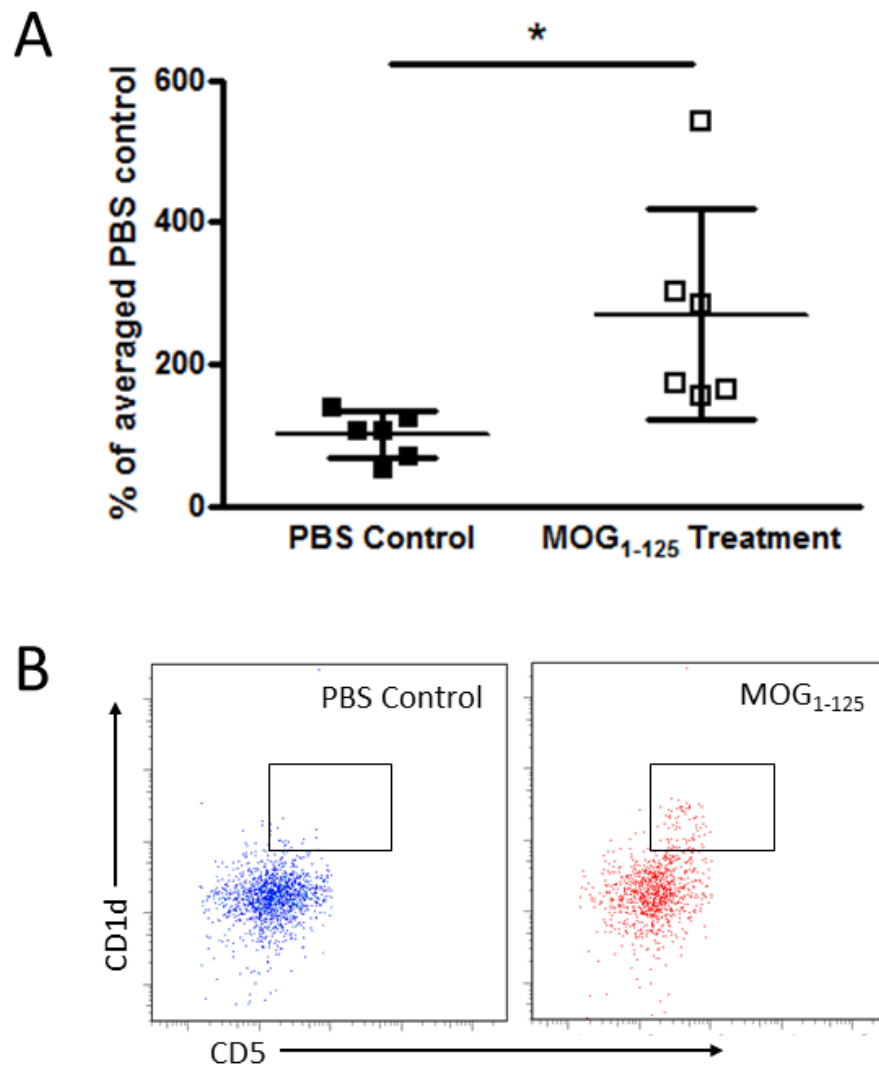 A
*
% of averaged PBS control
600
400
200
0
PBS Control
MOG₁₋₁₂₅ Treatment
B
PBS Control
MOG₁₋₁₂₅
CD1d
CD5